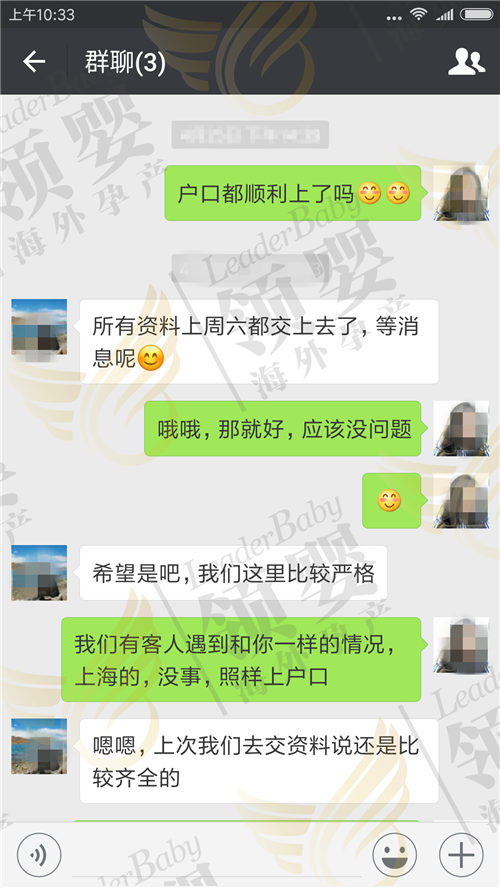 上午10:33
群聊(3)
户口都顺利上了吗😊😊
所有资料上周六都交上去了,等消
息呢😊
哦哦,那就好,应该没问题
😊
希望是吧,我们这里比较严格
我们有客人遇到和你一样的情况,
上海的,没事,照样上户口
嗯嗯,上次我们去交资料说还是比
较齐全的
LeaderBaby
领婴
海外孕产